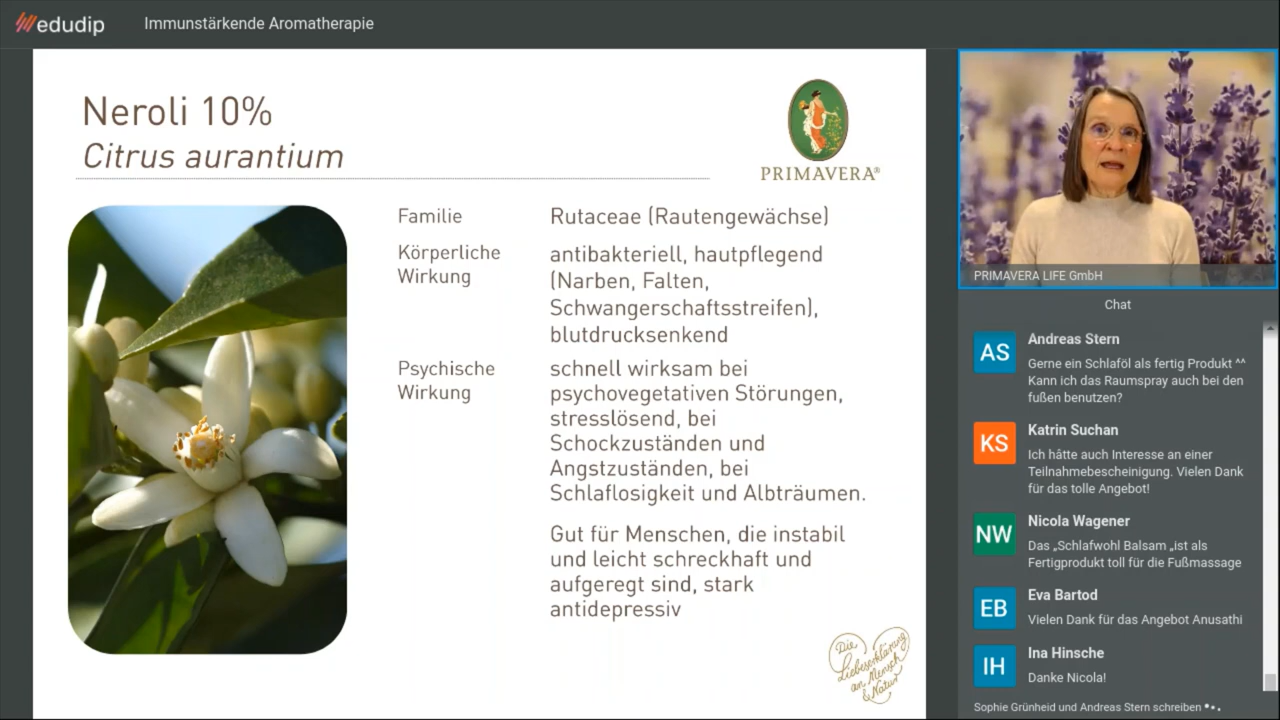 edudip
Immunstärkende Aromatherapie
Neroli 10%
Citrus aurantium
PRIMAVERA®
Familie
Rutaceae (Rautengewächse)
Körperliche
Wirkung
antibakteriell, hautpflegend
(Narben, Falten,
Schwangerschaftsstreifen),
blutdrucksenkend
Psychische
Wirkung
schnell wirksam bei
psychovegetativen Störungen,
stresslösend, bei
Schockzuständen und
Angstzuständen, bei
Schlaflosigkeit und Albträumen.
Gut für Menschen, die instabil
und leicht schreckhaft und
aufgeregt sind, stark
antidepressiv
Die
Liebeserklärung
an Mensch
& Natur
PRIMAVERA LIFE GmbH
Chat
AS
Andreas Stern
Gerne ein Schlaföl als fertig Produkt ^^
Kann ich das Raumspray auch bei den
fußen benutzen?
KS
Katrin Suchan
Ich håtte auch Interesse an einer
Teilnahmebescheinigung. Vielen Dank
für das tolle Angebot!
NW
Nicola Wagener
Das „Schlafwohl Balsam „ist als
Fertigprodukt toll für die Fußmassage
EB
Eva Bartod
Vielen Dank für das Angebot Anusathi
IH
Ina Hinsche
Danke Nicola!
Sophie Grünheid und Andreas Stern schreiben